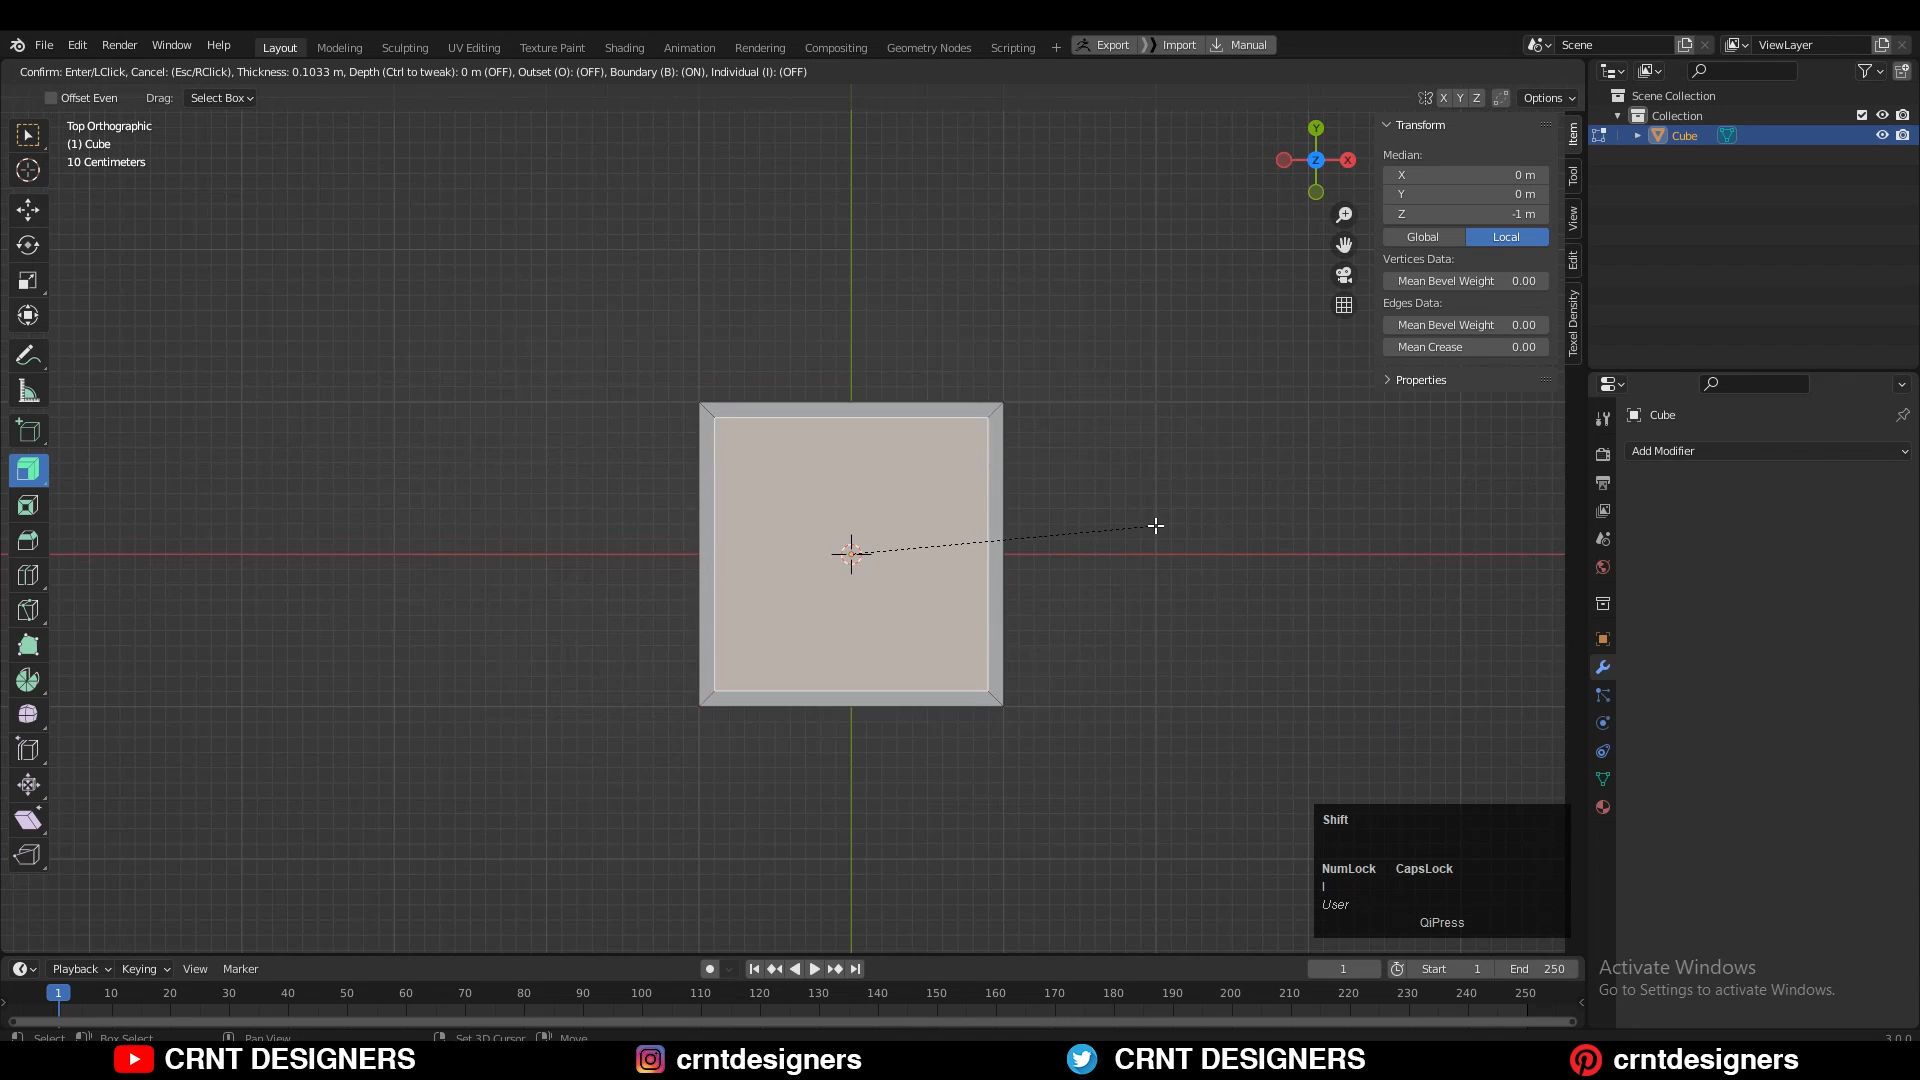 File Edit Render Window Help Layout Modeling Sculpting UV Editing Texture Paint Shading Animation Rendering Compositing Geometry Nodes Scripting + Export Import Manual Scene ViewLayer
Confirm: Enter/LClick, Cancel: (Esc/RClick), Thickness: 0.1033 m, Depth (Ctrl to tweak): 0 m (OFF), Outset (O): (OFF), Boundary (B): (ON), Individual (I): (OFF)
Offset Even Drag: Select Box X Y Z Options
Top Orthographic
(1) Cube
10 Centimeters
Y
Z
X
Transform
Median:
X 0 m
Y 0 m
Z -1 m
Global Local
Vertices Data:
Mean Bevel Weight 0.00
Edges Data:
Mean Bevel Weight 0.00
Mean Crease 0.00
Properties
Item
Tool
View
Edit
Texel Density
Scene Collection
Collection
Cube
Cube
Add Modifier
Shift
NumLock CapsLock
I
User
QiPress
Activate Windows
Go to Settings to activate Windows.
Playback Keying View Marker 1 Start 1 End 250
1 10 20 30 40 50 60 70 80 90 100 110 120 130 140 150 160 170 180 190 200 210 220 230 240 250
Select Box Select Pan View Set 3D Cursor Move 3.0.0
CRNT DESIGNERS crntdesigners CRNT DESIGNERS crntdesigners